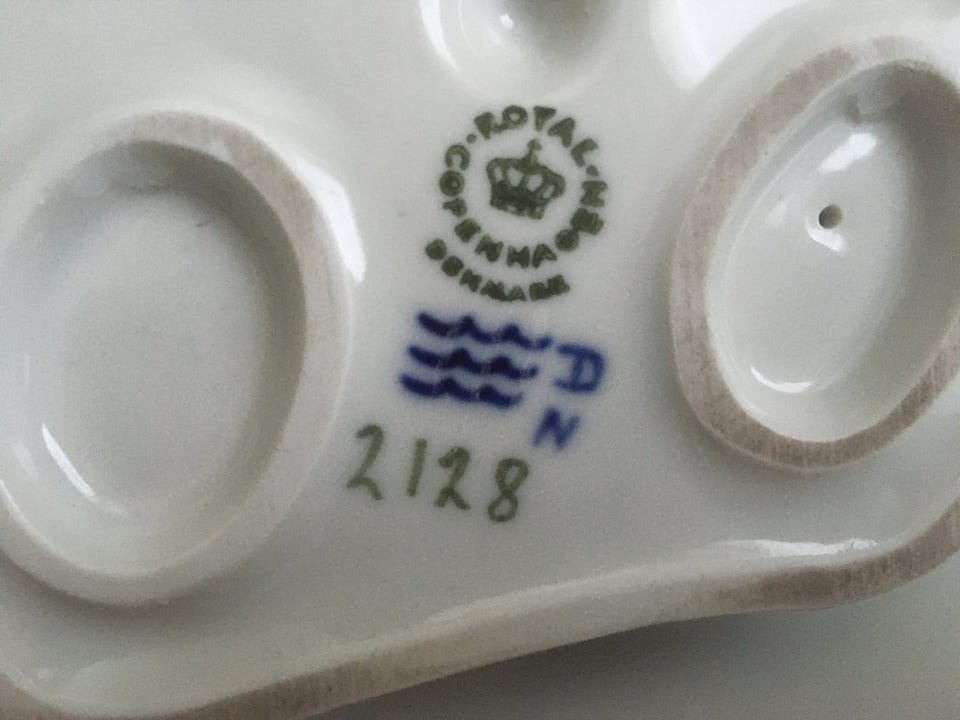 ROYAL COPENHAGEN
DENMARK
D
N
2128